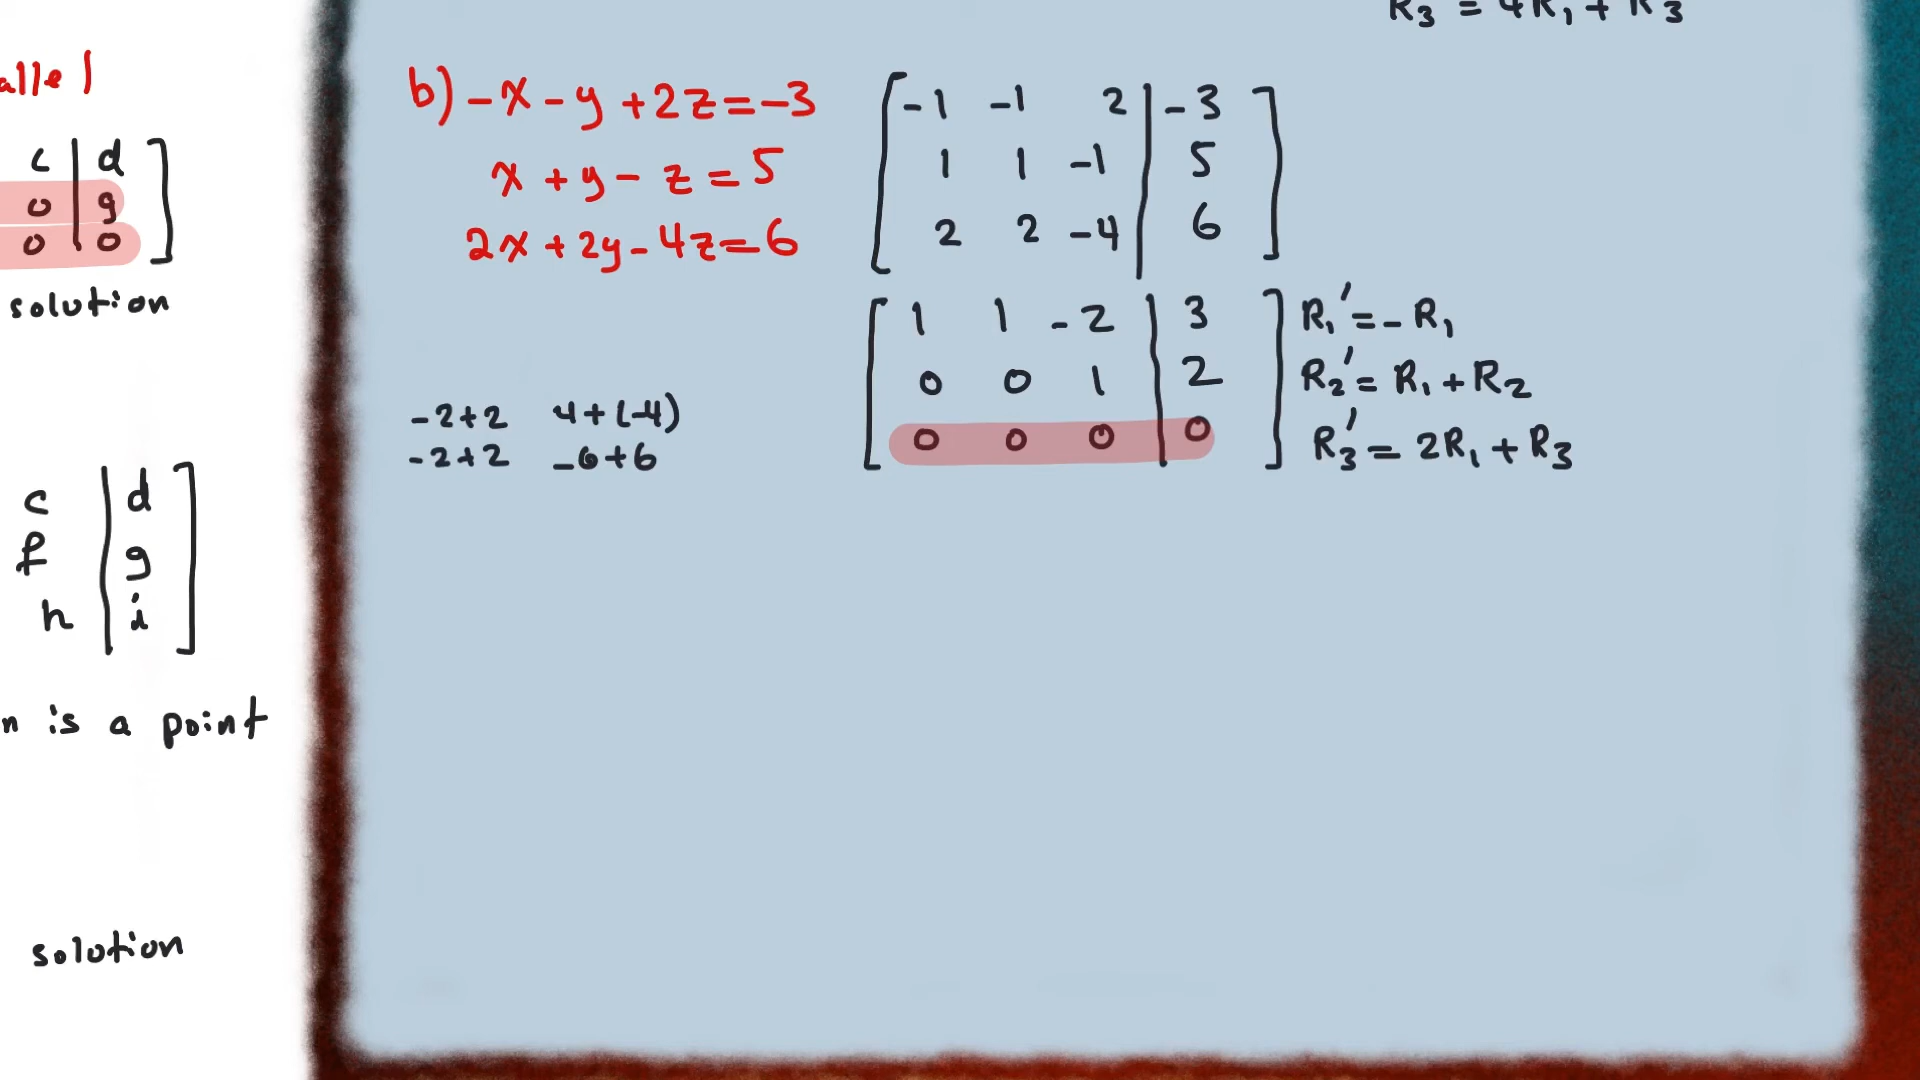 R3 = 4R1 + R3
alle l
c | d ]
0 | g
0 | 0
solution
c | d ]
f | g
h | i
n is a point
solution
b) -x - y + 2z = -3
x + y - z = 5
2x + 2y - 4z = 6
[ -1 -1 2 | -3 ]
1 1 -1 | 5
2 2 -4 | 6
[ 1 1 -2 | 3 ] R1' = - R1
0 0 1 | 2 R2' = R1 + R2
0 0 0 | 0 R3' = 2R1 + R3
-2+2 4+(-4)
-2+2 -6+6